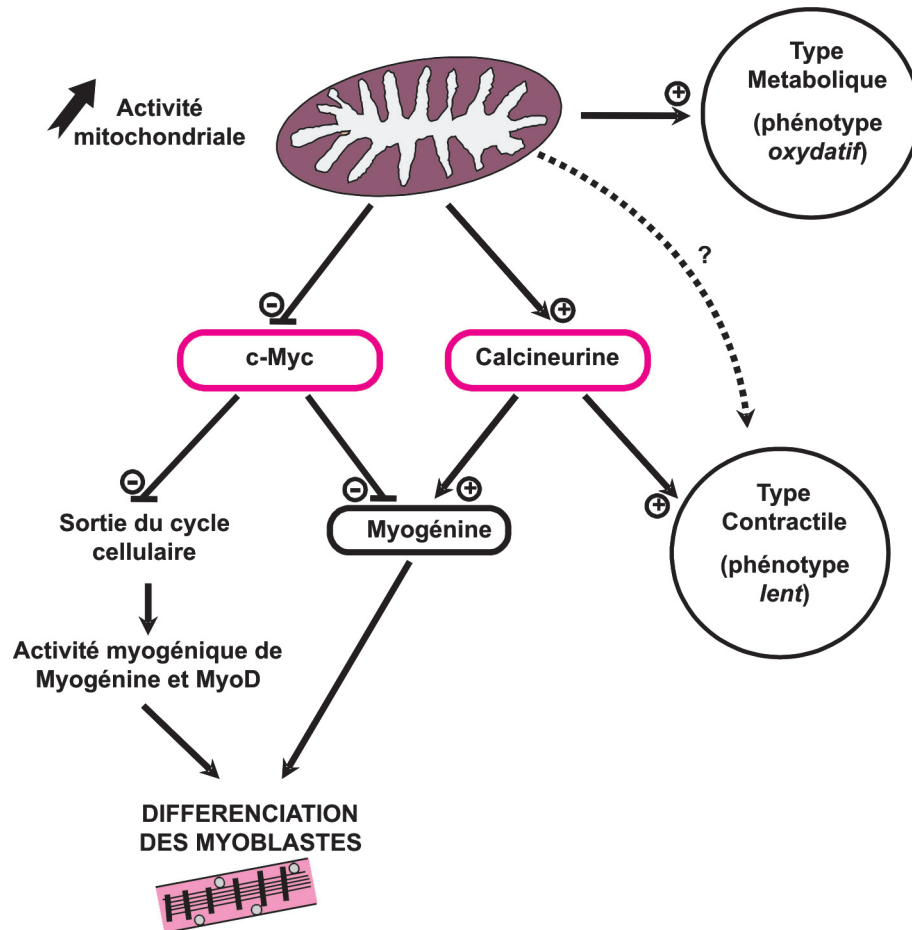 Activité
mitochondriale
+
Type
Metabolique
(phénotype
oxydatif)
?
-
+
c-Myc
Calcineurine
-
-
+
+
Sortie du cycle
cellulaire
Myogénine
Type
Contractile
(phénotype
lent)
Activité myogénique de
Myogénine et MyoD
DIFFERENCIATION
DES MYOBLASTES